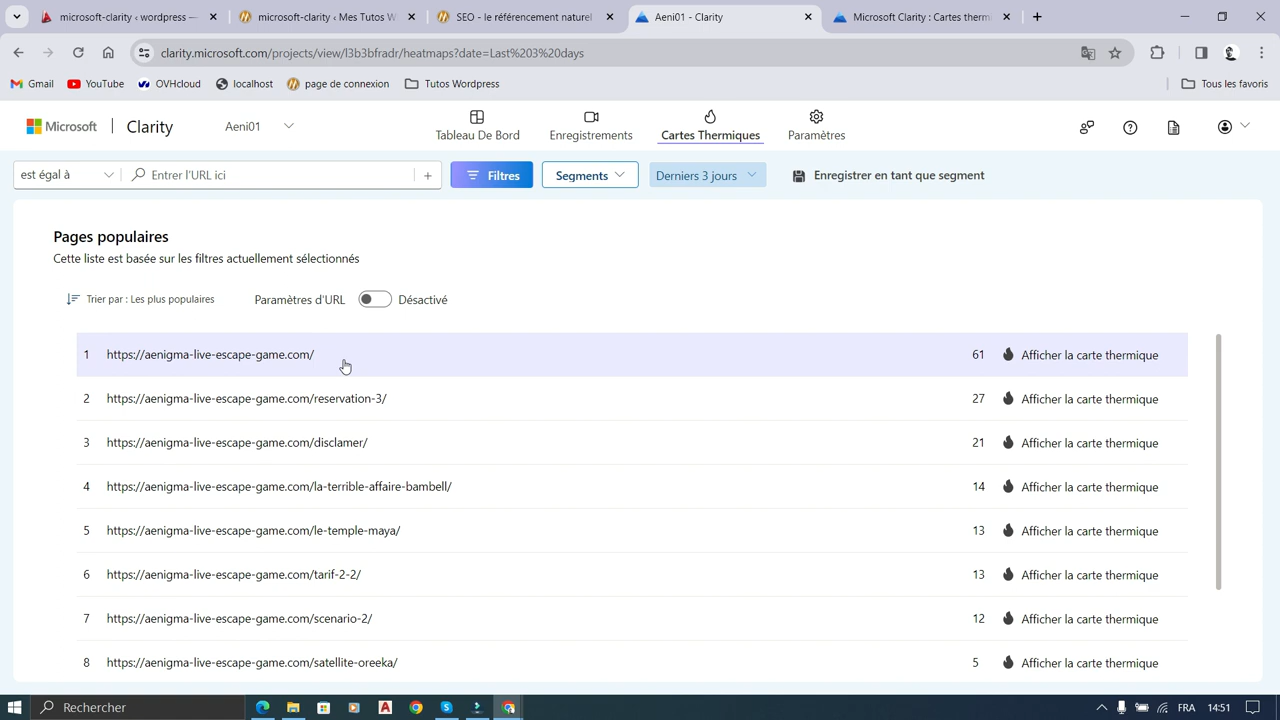 microsoft-clarity ‹ wordpress —
microsoft-clarity ‹ Mes Tutos W
SEO - le référencement naturel
Aeni01 - Clarity
Microsoft Clarity : Cartes therm
clarity.microsoft.com/projects/view/l3b3bfradr/heatmaps?date=Last%203%20days
Gmail
YouTube
OVHcloud
localhost
page de connexion
Tutos Wordpress
Tous les favoris
Microsoft
Clarity
Aeni01
Tableau De Bord
Enregistrements
Cartes Thermiques
Paramètres
est égal à
Entrer l'URL ici
Filtres
Segments
Derniers 3 jours
Enregistrer en tant que segment
Pages populaires
Cette liste est basée sur les filtres actuellement sélectionnés
Trier par : Les plus populaires
Paramètres d'URL
Désactivé
1 https://aenigma-live-escape-game.com/ 61 Afficher la carte thermique
2 https://aenigma-live-escape-game.com/reservation-3/ 27 Afficher la carte thermique
3 https://aenigma-live-escape-game.com/disclamer/ 21 Afficher la carte thermique
4 https://aenigma-live-escape-game.com/la-terrible-affaire-bambell/ 14 Afficher la carte thermique
5 https://aenigma-live-escape-game.com/le-temple-maya/ 13 Afficher la carte thermique
6 https://aenigma-live-escape-game.com/tarif-2-2/ 13 Afficher la carte thermique
7 https://aenigma-live-escape-game.com/scenario-2/ 12 Afficher la carte thermique
8 https://aenigma-live-escape-game.com/satellite-oreeka/ 5 Afficher la carte thermique
Rechercher
FRA
14:51